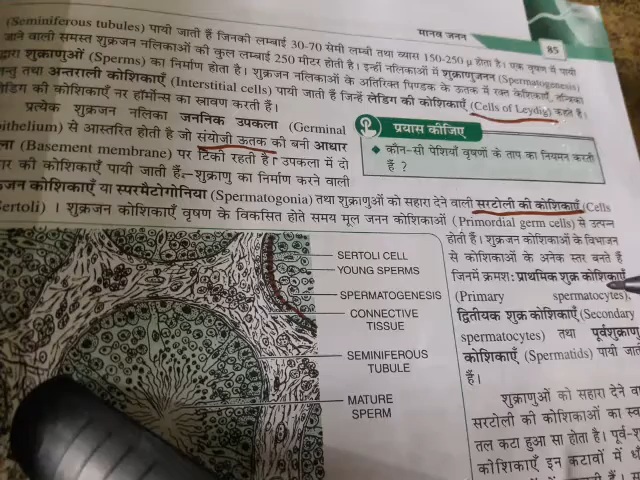 मानव जनन
85
(Seminiferous tubules) पायी जाती हैं जिनकी लम्बाई 30-70 सेमी लम्बी तथा व्यास 150-250 μ होता है। एक वृषण में पायी
जाने वाली समस्त शुक्रजन नलिकाओं की कुल लम्बाई 250 मीटर होती है। इन्हीं नलिकाओं में शुक्राणुजनन (Spermatogenesis)
द्वारा शुक्राणुओं (Sperms) का निर्माण होता है। शुक्रजन नलिकाओं के अतिरिक्त पिण्डक के ऊतक में रक्त केशिकाएँ, तन्त्रिका
तथा अन्तराली कोशिकाएँ (Interstitial cells) पायी जाती हैं जिन्हें लेडिग की कोशिकाएँ (Cells of Leydig) कहते हैं।
लेडिग की कोशिकाएँ नर हॉर्मोन्स का स्रावण करती हैं।
प्रत्येक शुक्रजन नलिका जननिक उपकला (Germinal
epithelium) से आस्तरित होती है जो संयोजी ऊतक की बनी आधार
कला (Basement membrane) पर टिकी रहती है। उपकला में दो
कोशिकाएँ पायी जाती हैं—शुक्राणु का निर्माण करने वाली
प्रयास कीजिए
◆ कौन-सी पेशियाँ वृषणों के ताप का नियमन करती
हैं ?
कोशिकाएँ या स्परमैटोगोनिया (Spermatogonia) तथा शुक्राणुओं को सहारा देने वाली सरटोली की कोशिकाएँ (Cells
Sertoli) । शुक्रजन कोशिकाएँ वृषण के विकसित होते समय मूल जनन कोशिकाओं (Primordial germ cells) से उत्पन्न
होती हैं। शुक्रजन कोशिकाओं के विभाजन
से कोशिकाओं के अनेक स्तर बनते हैं
जिनमें क्रमश: प्राथमिक शुक्र कोशिकाएँ
(Primary spermatocytes),
द्वितीयक शुक्र कोशिकाएँ (Secondary
spermatocytes) तथा पूर्वशुक्राणु
कोशिकाएँ (Spermatids) पायी जाती
हैं।
शुक्राणुओं को सहारा देने
सरटोली की कोशिकाओं का
तल कटा हुआ सा होता है।
कोशिकाएँ इन कटावों में
SERTOLI CELL
YOUNG SPERMS
SPERMATOGENESIS
CONNECTIVE
TISSUE
SEMINIFEROUS
TUBULE
MATURE
SPERM